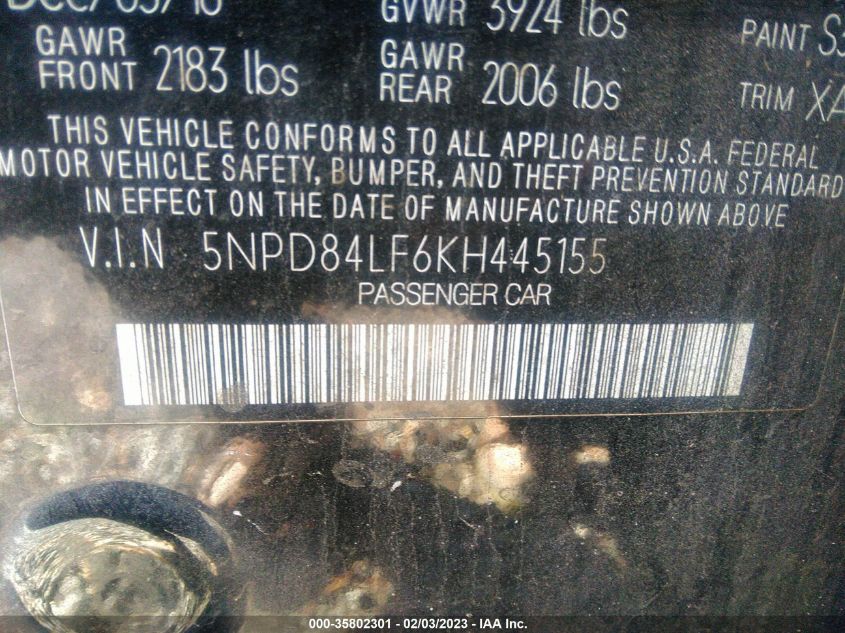 GVWR 3924 lbs
GAWR FRONT 2183 lbs
GAWR REAR 2006 lbs
PAINT
TRIM
THIS VEHICLE CONFORMS TO ALL APPLICABLE U.S.A. FEDERAL
MOTOR VEHICLE SAFETY, BUMPER, AND THEFT PREVENTION STANDARD
IN EFFECT ON THE DATE OF MANUFACTURE SHOWN ABOVE
V.I.N 5NPD84LF6KH445155
PASSENGER CAR
000-35802301 - 02/03/2023 - IAA Inc.